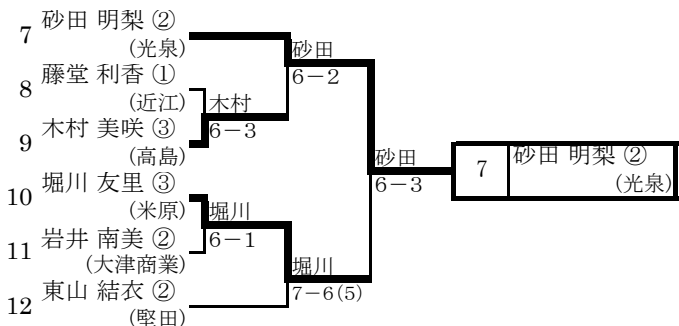 7 砂田 明梨 ②
(光泉)
砂田
6－2
8 藤堂 利香 ①
(近江)
木村
6－3
9 木村 美咲 ③
(高島)
砂田
6－3
7 砂田 明梨 ②
(光泉)
10 堀川 友里 ③
(米原)
堀川
6－1
11 岩井 南美 ②
(大津商業)
堀川
7－6(5)
12 東山 結衣 ②
(堅田)